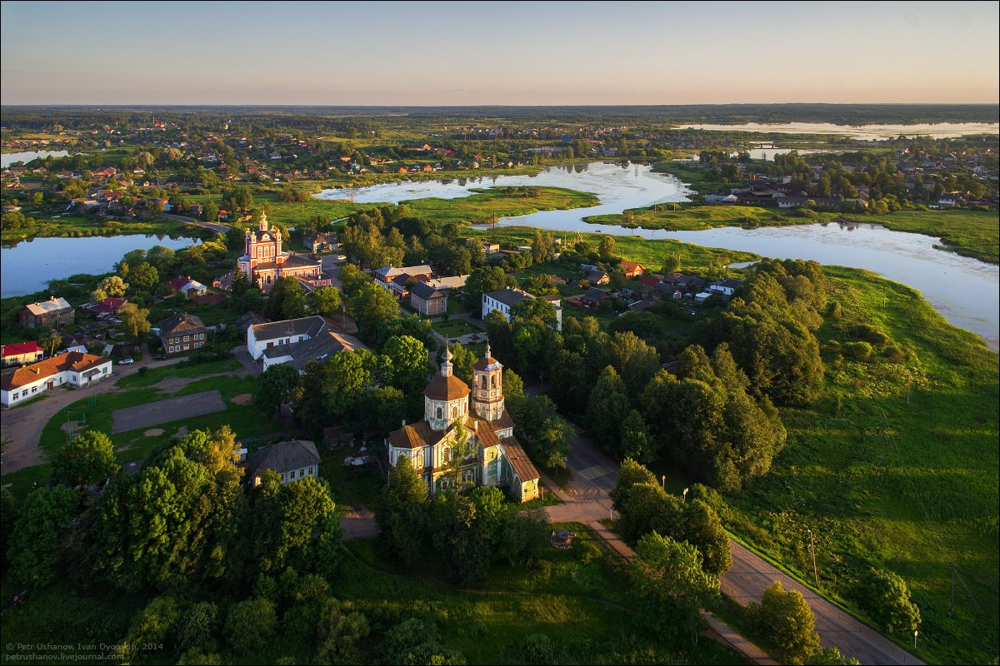 © Petr Ushanov, Ivan Dyomkin, 2014
petrushanov.livejournal.com